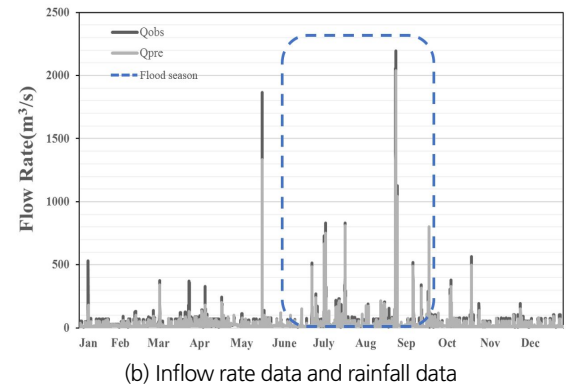 2500
Qobs
Qpre
Flood season
2000
1500
1000
500
0
Flow Rate(m³/s)
Jan Feb Mar Apr May June July Aug Sep Oct Nov Dec
(b) Inflow rate data and rainfall data